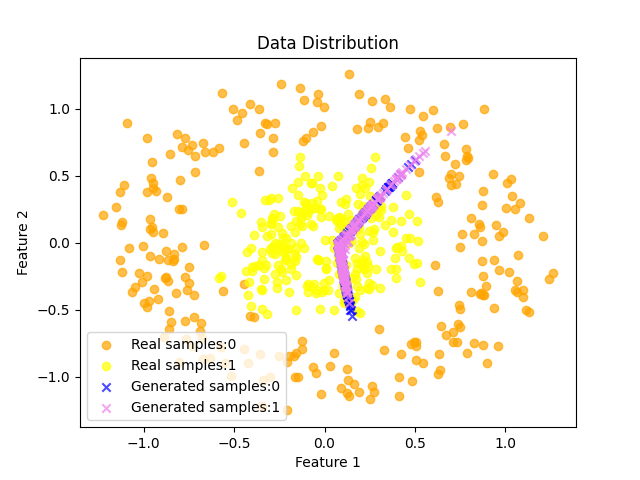 Data Distribution
Feature 2
1.0
0.5
0.0
−0.5
−1.0
Real samples:0
Real samples:1
Generated samples:0
Generated samples:1
−1.0
−0.5
0.0
0.5
1.0
Feature 1